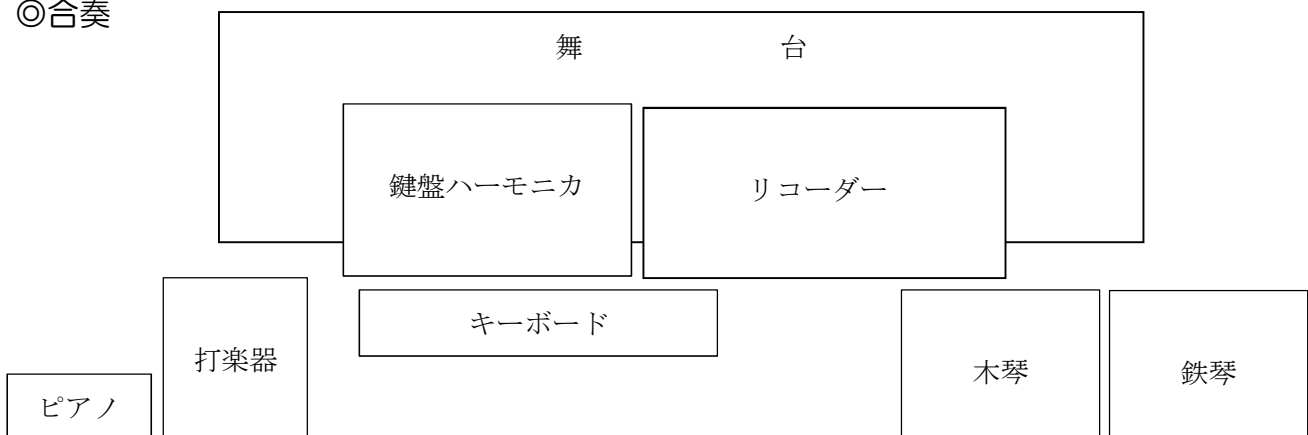 ◎合奏
舞 台
鍵盤ハーモニカ
リコーダー
キーボード
打楽器
木琴
鉄琴
ピアノ